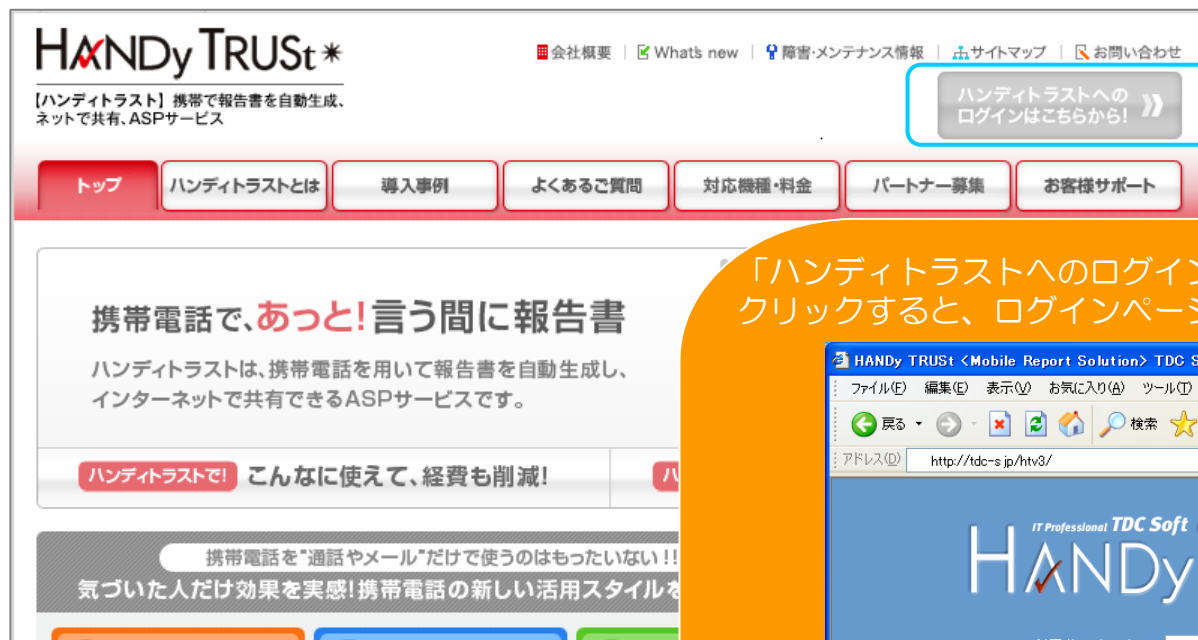 HANDy TRUSt
会社概要 What's new 障害・メンテナンス情報 サイトマップ お問い合わせ
【ハンディトラスト】携帯で報告書を自動生成、
ネットで共有、ASPサービス
ハンディトラストへの
ログインはこちらから!
トップ ハンディトラストとは 導入事例 よくあるご質問 対応機種・料金 パートナー募集 お客様サポート
「ハンディトラストへのログイン
クリックすると、ログインペー
携帯電話で、あっと!言う間に報告書
ハンディトラストは、携帯電話を用いて報告書を自動生成し、
インターネットで共有できるASPサービスです。
ハンディトラストで! こんなに使えて、経費も削減!
ハ
携帯電話を"通話やメール"だけで使うのはもったいない!!
気づいた人だけ効果を実感!携帯電話の新しい活用スタイル
HANDy TRUSt <Mobile Report Solution> TDC S
ファイル(F) 編集(E) 表示(V) お気に入り(A) ツール(T)
戻る 検索
アドレス(D) http://tdc-s.jp/htv3/
IT Professional TDC Soft
HANDy